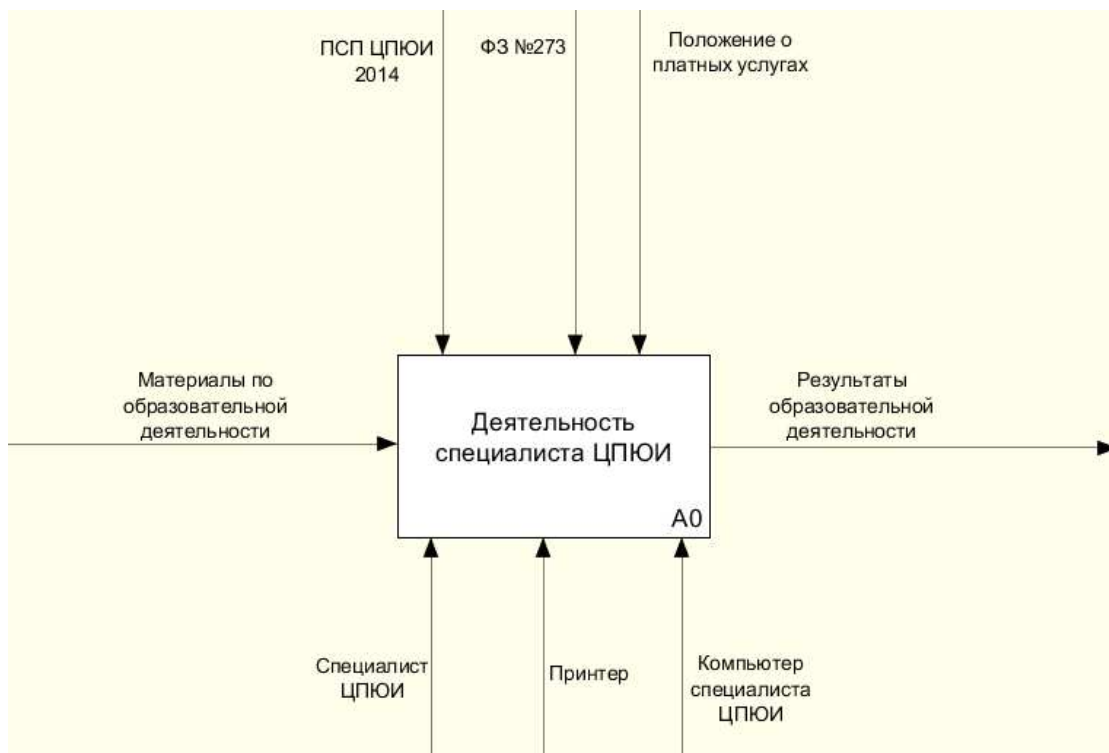 ПСП ЦПЮИ
2014
ФЗ №273
Положение о
платных услугах
Материалы по
образовательной
деятельности
Деятельность
специалиста ЦПЮИ
A0
Результаты
образовательной
деятельности
Специалист
ЦПЮИ
Принтер
Компьютер
специалиста
ЦПЮИ